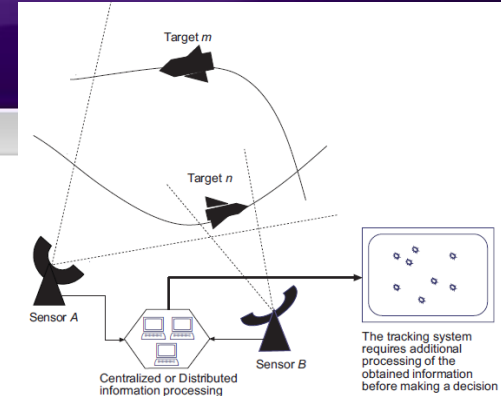 Target m
Target n
Sensor A
Sensor B
Centralized or Distributed
information processing
The tracking system
requires additional
processing of the
obtained information
before making a decision